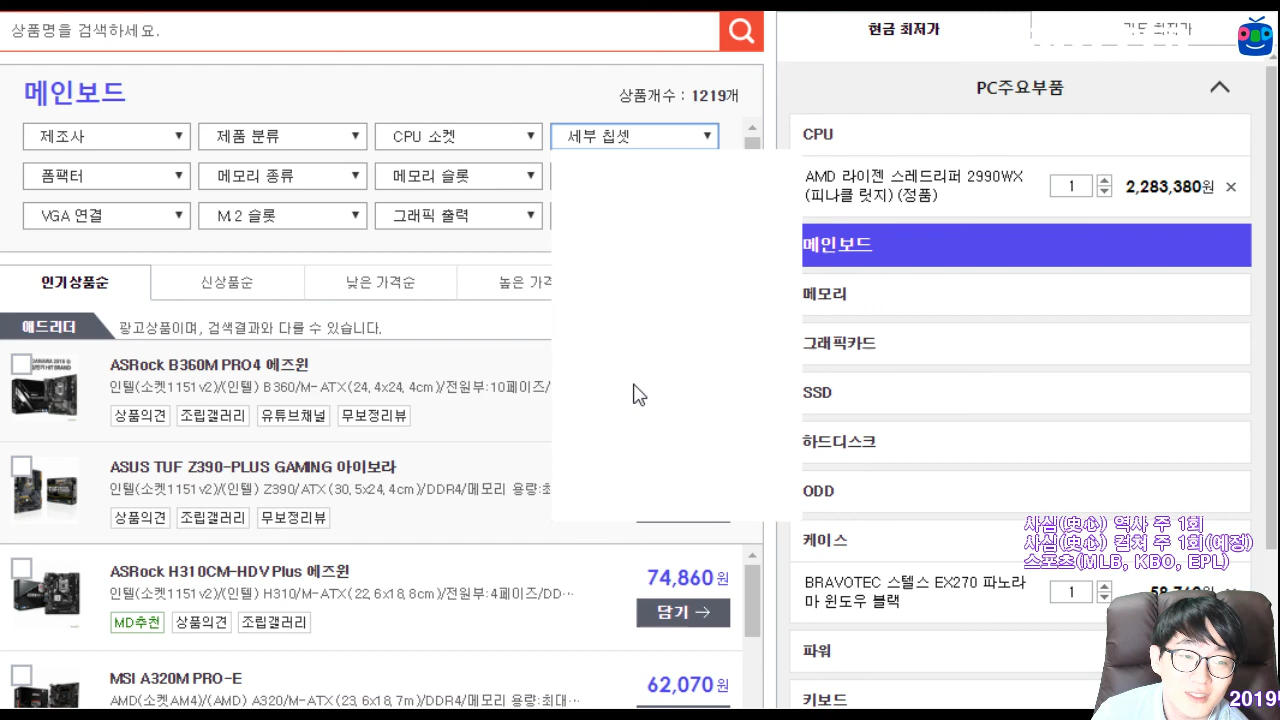 상품명을 검색하세요.
현금 최저가
카드 최저가
메인보드
상품개수 : 1219개
제조사
제품 분류
CPU 소켓
세부 칩셋
폼팩터
메모리 종류
메모리 슬롯
VGA 연결
M.2 슬롯
그래픽 출력
인기상품순
신상품순
낮은 가격순
높은 가격
애드리더
광고상품이며, 검색결과와 다를 수 있습니다.
ASRock B360M PRO4 에즈윈
인텔(소켓1151v2)/(인텔) B360/M-ATX(24,4x24,4cm)/전원부:10페이즈/
상품의견
조립갤러리
유튜브채널
무보정리뷰
ASUS TUF Z390-PLUS GAMING 아이보라
인텔(소켓1151v2)/(인텔) Z390/ATX(30,5x24,4cm)/DDR4/메모리 용량:최
상품의견
조립갤러리
무보정리뷰
ASRock H310CM-HDV Plus 에즈윈
인텔(소켓1151v2)/(인텔) H310/M-ATX(22,6x18,8cm)/전원부:4페이즈/DD…
MD추천
상품의견
조립갤러리
74,860원
담기 →
MSI A320M PRO-E
AMD(소켓AM4)/(AMD) A320/M-ATX(23,6x18,7m)/DDR4/메모리 용량:최대…
62,070원
PC주요부품
CPU
AMD 라이젠 스레드리퍼 2990WX
(피나클 릿지) (정품)
1
2,283,380원 ×
메인보드
메모리
그래픽카드
SSD
하드디스크
ODD
사심(史心) 역사 주 1회
사심(史心) 컬쳐 주 1회(예정)
스포츠(MLB, KBO, EPL)
케이스
BRAVOTEC 스텔스 EX270 파노라
마 윈도우 블랙
1
파워
키보드
2019